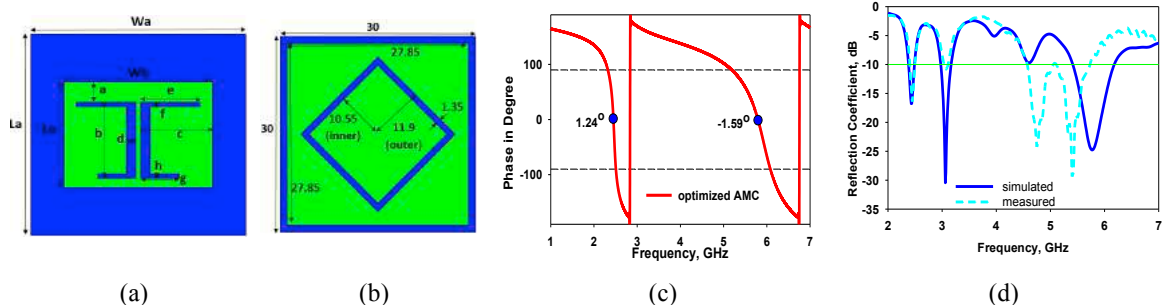 Wa
La
Wb
Lb
a
e
f
b
d
c
h
g
(a)
30
30
27.85
27.85
10.55
(inner)
11.9
(outer)
1.35
(b)
Phase in Degree
100
0
-100
1.24°
-1.59°
optimized AMC
1 2 3 4 5 6 7
Frequency, GHz
(c)
Reflection Coefficient, dB
0
-5
-10
-15
-20
-25
-30
-35
simulated
measured
2 3 4 5 6 7
Frequency, GHz
(d)